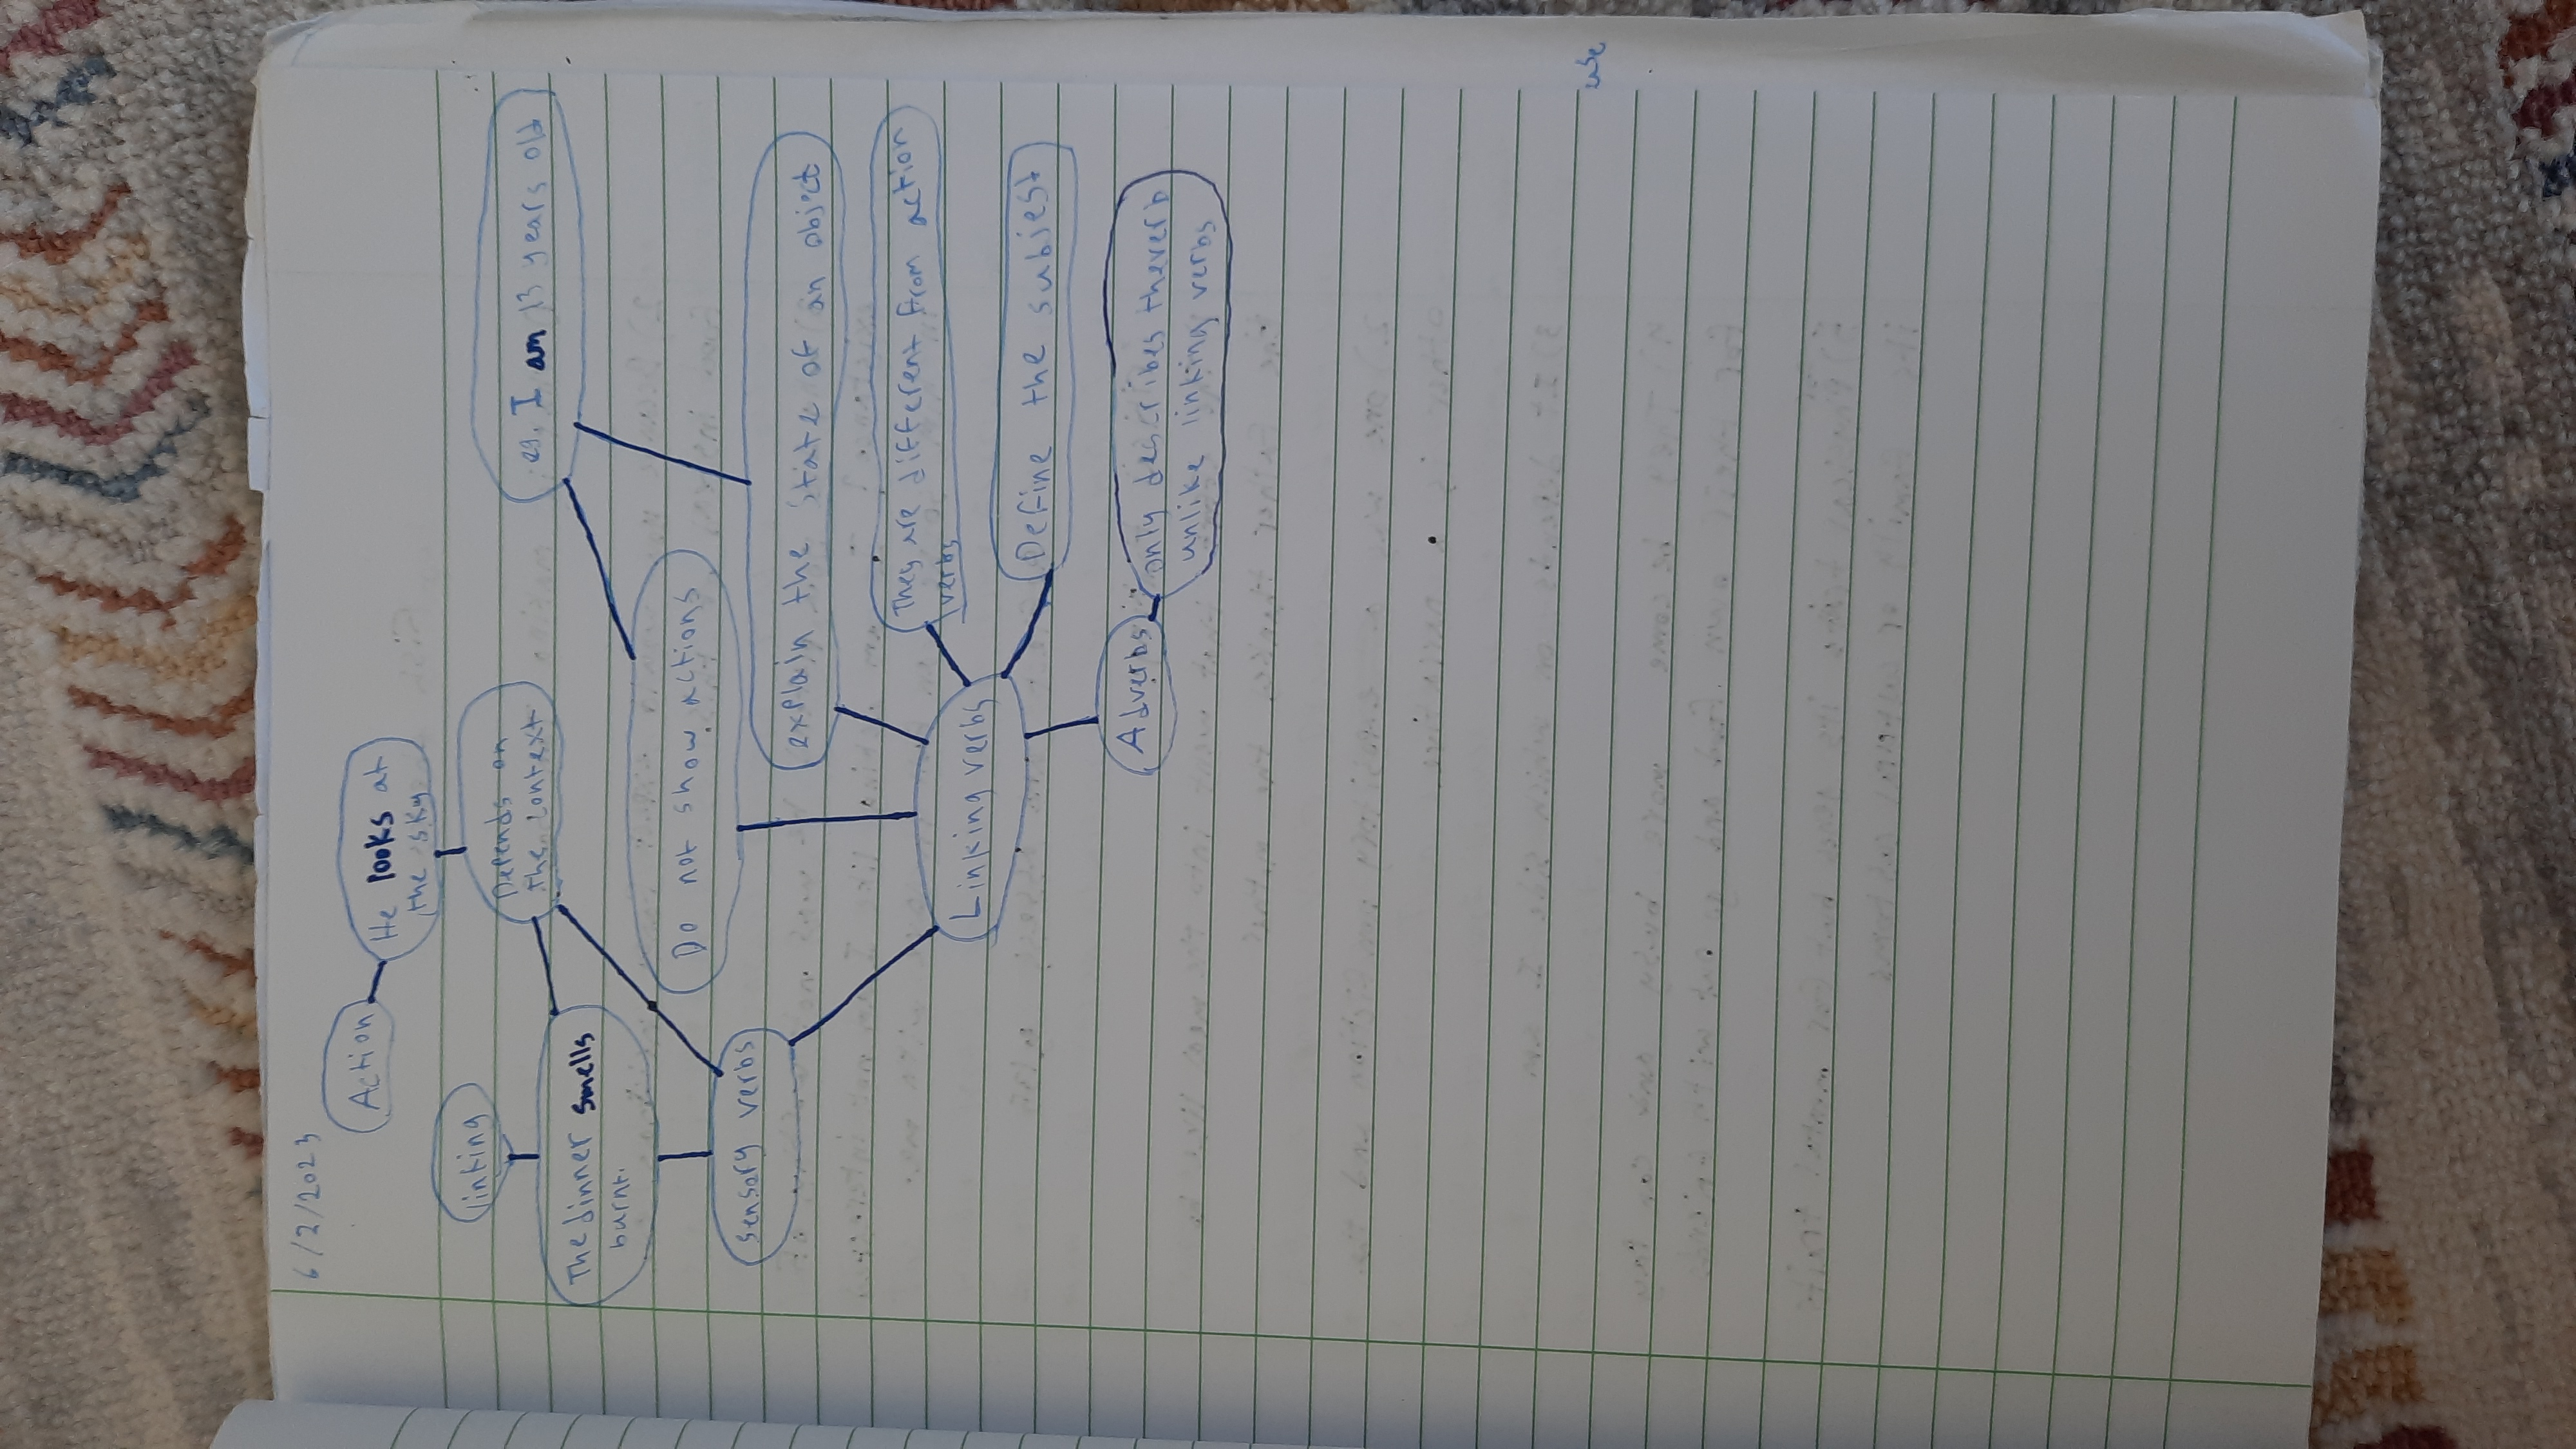 6/2/2023
Action
He looks at
the sky
linking
Depends on
the context
eg. I am 13 years old
The dinner smells
burnt.
Do not show actions
sensory verbs
explain the state of an object
They are different from action
verbs
Linking verbs
Define the subjest
Adverbs
only describes the verb
unlike linking verbs
use